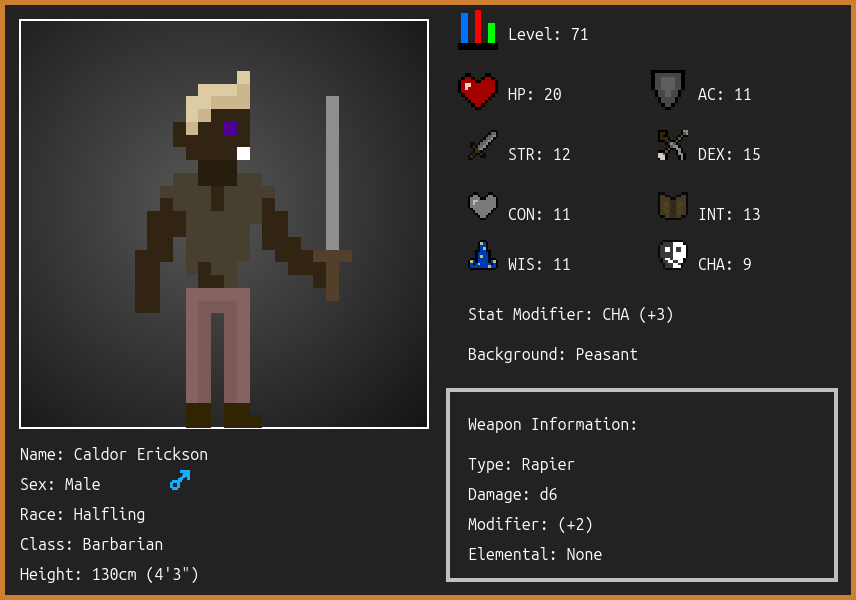 Level: 71
HP: 20
AC: 11
STR: 12
DEX: 15
CON: 11
INT: 13
WIS: 11
CHA: 9
Stat Modifier: CHA (+3)
Background: Peasant
Weapon Information:
Type: Rapier
Damage: d6
Modifier: (+2)
Elemental: None
Name: Caldor Erickson
Sex: Male
Race: Halfling
Class: Barbarian
Height: 130cm (4'3")